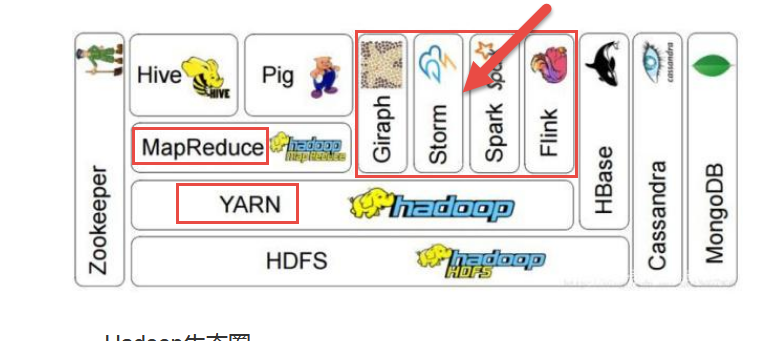 Zookeeper
Hive
HIVE
Pig
MapReduce
hadoop
Map Reduce
Giraph
Storm
Spark
Spark
Flink
HBase
Cassandra
cassandra
MongoDB
YARN
hadoop
HDFS
hadoop
HDFS
Hadoop生态圈